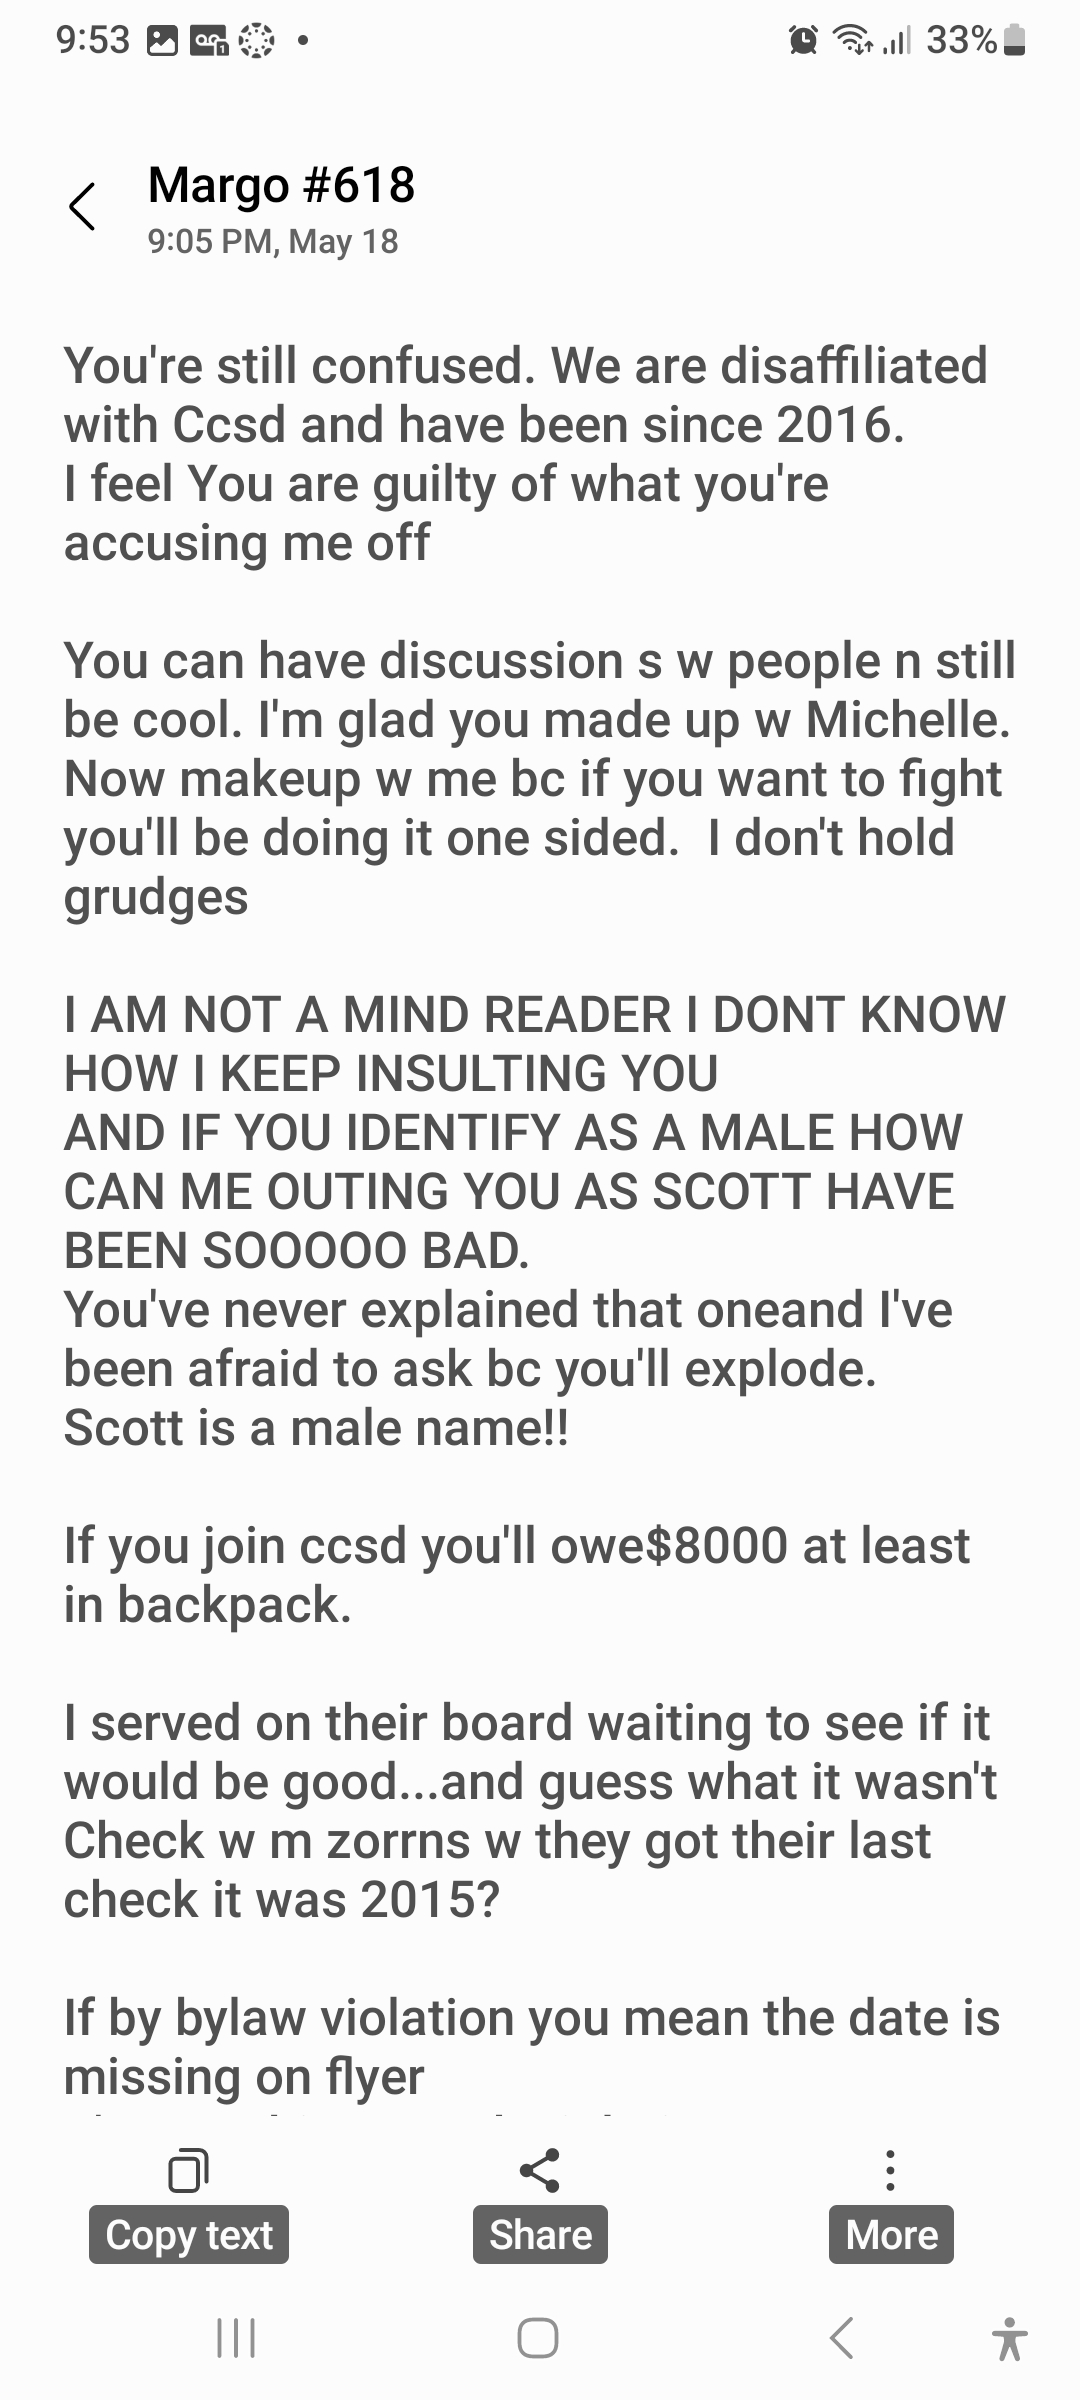 9:53
33%
Margo #618
9:05 PM, May 18
You're still confused. We are disaffiliated
with Ccsd and have been since 2016.
I feel You are guilty of what you're
accusing me off
You can have discussion s w people n still
be cool. I'm glad you made up w Michelle.
Now makeup w me bc if you want to fight
you'll be doing it one sided.  I don't hold
grudges
I AM NOT A MIND READER I DONT KNOW
HOW I KEEP INSULTING YOU
AND IF YOU IDENTIFY AS A MALE HOW
CAN ME OUTING YOU AS SCOTT HAVE
BEEN SOOOOO BAD.
You've never explained that oneand I've
been afraid to ask bc you'll explode.
Scott is a male name!!
If you join ccsd you'll owe$8000 at least
in backpack.
I served on their board waiting to see if it
would be good...and guess what it wasn't
Check w m zorrns w they got their last
check it was 2015?
If by bylaw violation you mean the date is
missing on flyer
Copy text
Share
More